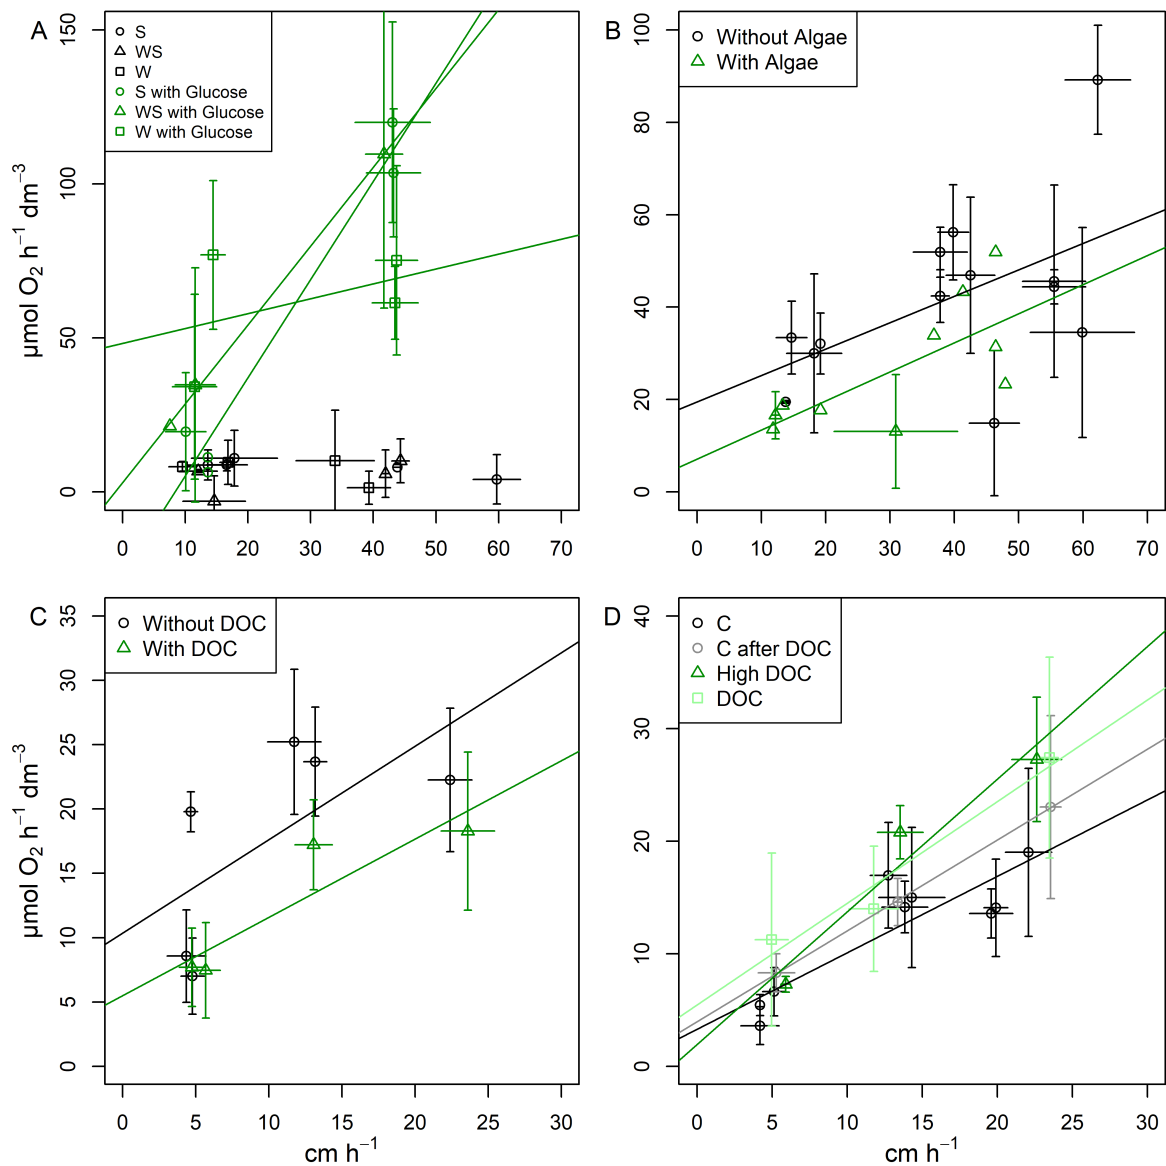 A
S
WS
W
S with Glucose
WS with Glucose
W with Glucose
0 50 100 150
µmol O₂ h⁻¹ dm⁻³
0 10 20 30 40 50 60 70
B
Without Algae
With Algae
0 20 40 60 80 100
0 10 20 30 40 50 60 70
C
Without DOC
With DOC
0 5 10 15 20 25 30 35
µmol O₂ h⁻¹ dm⁻³
0 5 10 15 20 25 30
cm h⁻¹
D
C
C after DOC
High DOC
DOC
0 10 20 30 40
0 5 10 15 20 25 30
cm h⁻¹